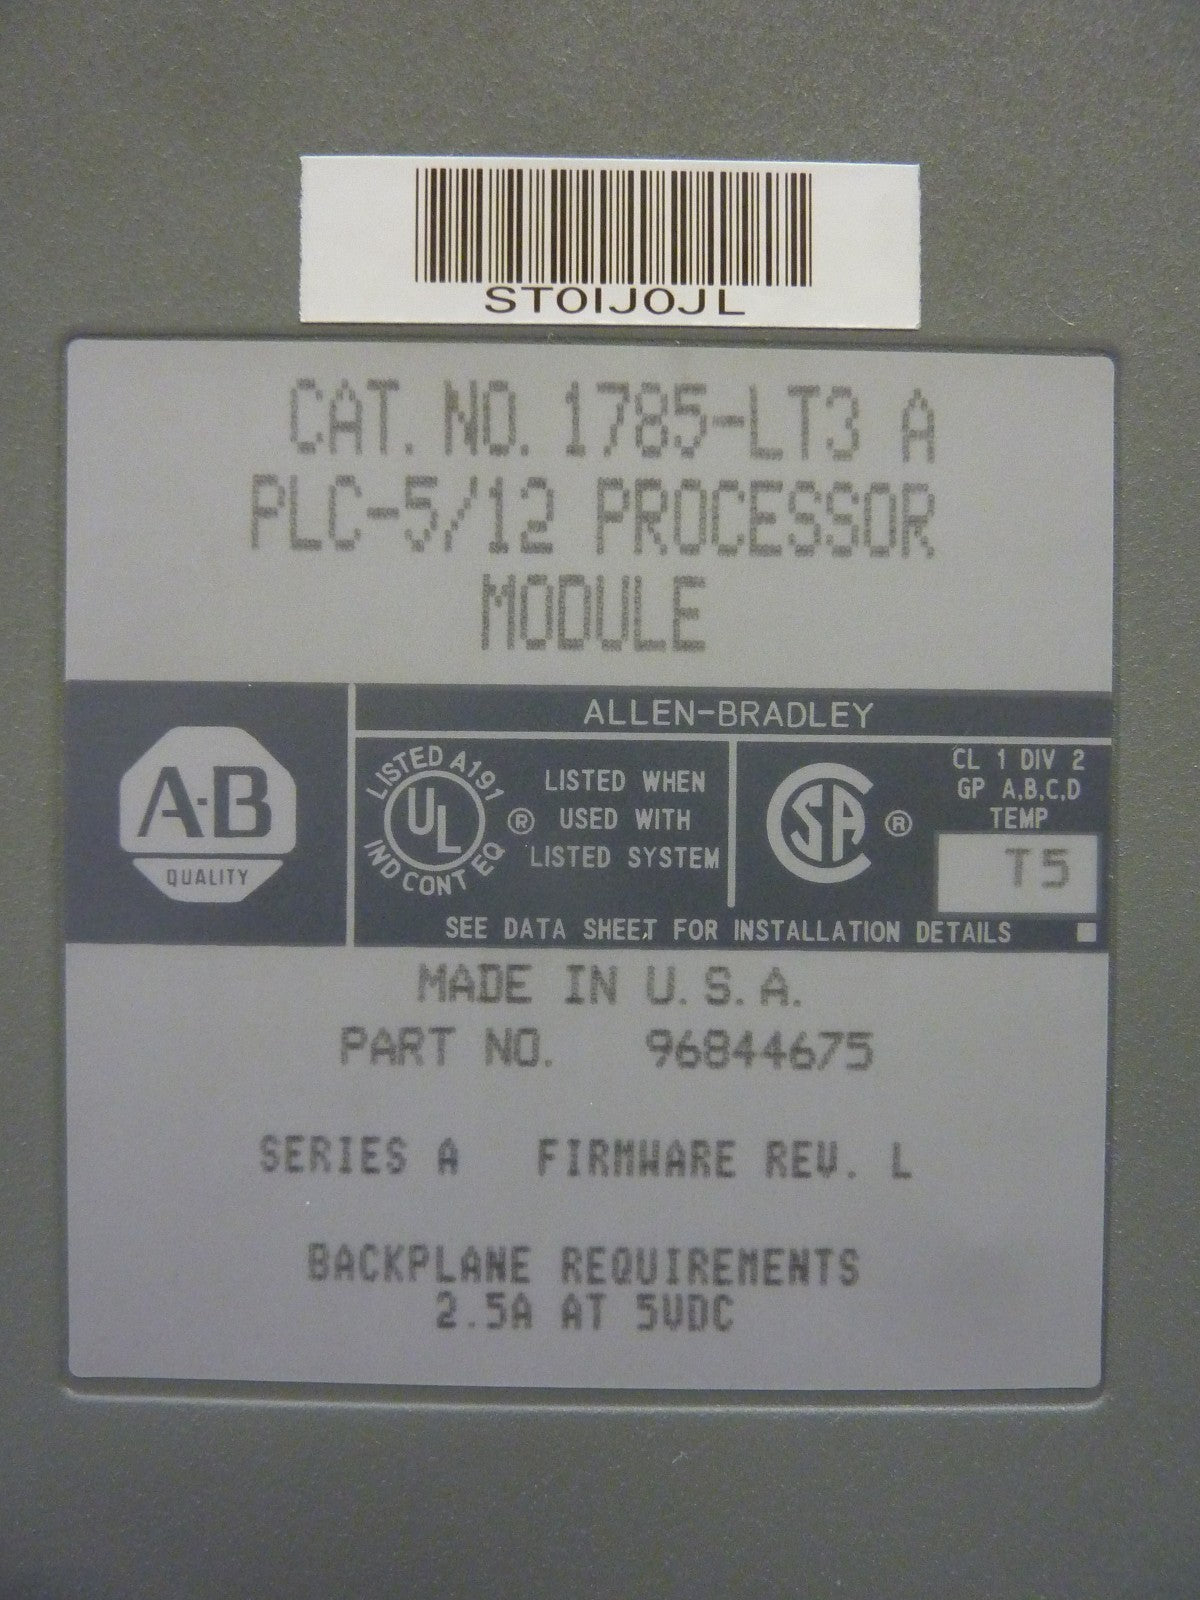 STOIJOJL
CAT. NO. 1785-LT3 A
PLC-5/12 PROCESSOR
MODULE
ALLEN-BRADLEY
A-B
QUALITY
LISTED A191
UL
IND CONT EQ
®
LISTED WHEN
USED WITH
LISTED SYSTEM
SA
®
CL 1 DIV 2
GP A,B,C,D
TEMP
T5
SEE DATA SHEET FOR INSTALLATION DETAILS
MADE IN U.S.A.
PART NO. 96844675
SERIES A FIRMWARE REV. L
BACKPLANE REQUIREMENTS
2.5A AT 5VDC